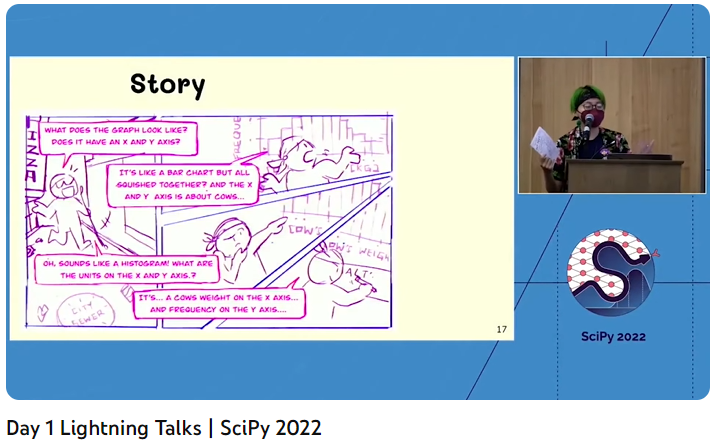 Story
WHAT DOES THE GRAPH LOOK LIKE?
DOES IT HAVE AN X AND Y AXIS?
IT'S LIKE A BAR CHART BUT ALL
SQUISHED TOGETHER? AND THE X
AND Y AXIS IS ABOUT COWS...
OH, SOUNDS LIKE A HISTOGRAM! WHAT ARE
THE UNITS ON THE X AND Y AXIS.?
IT'S... A COWS WEIGHT ON THE X AXIS...
AND FREQUENCY ON THE Y AXIS....
CITY
17
SciPy 2022
Day 1 Lightning Talks | SciPy 2022